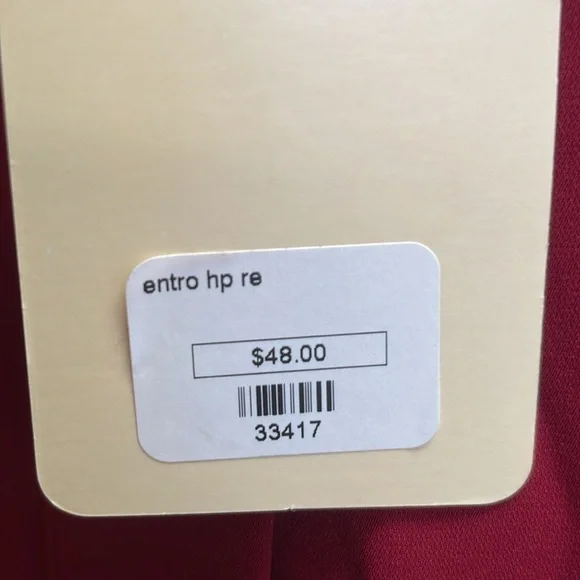 entro hp re
$48.00
33417